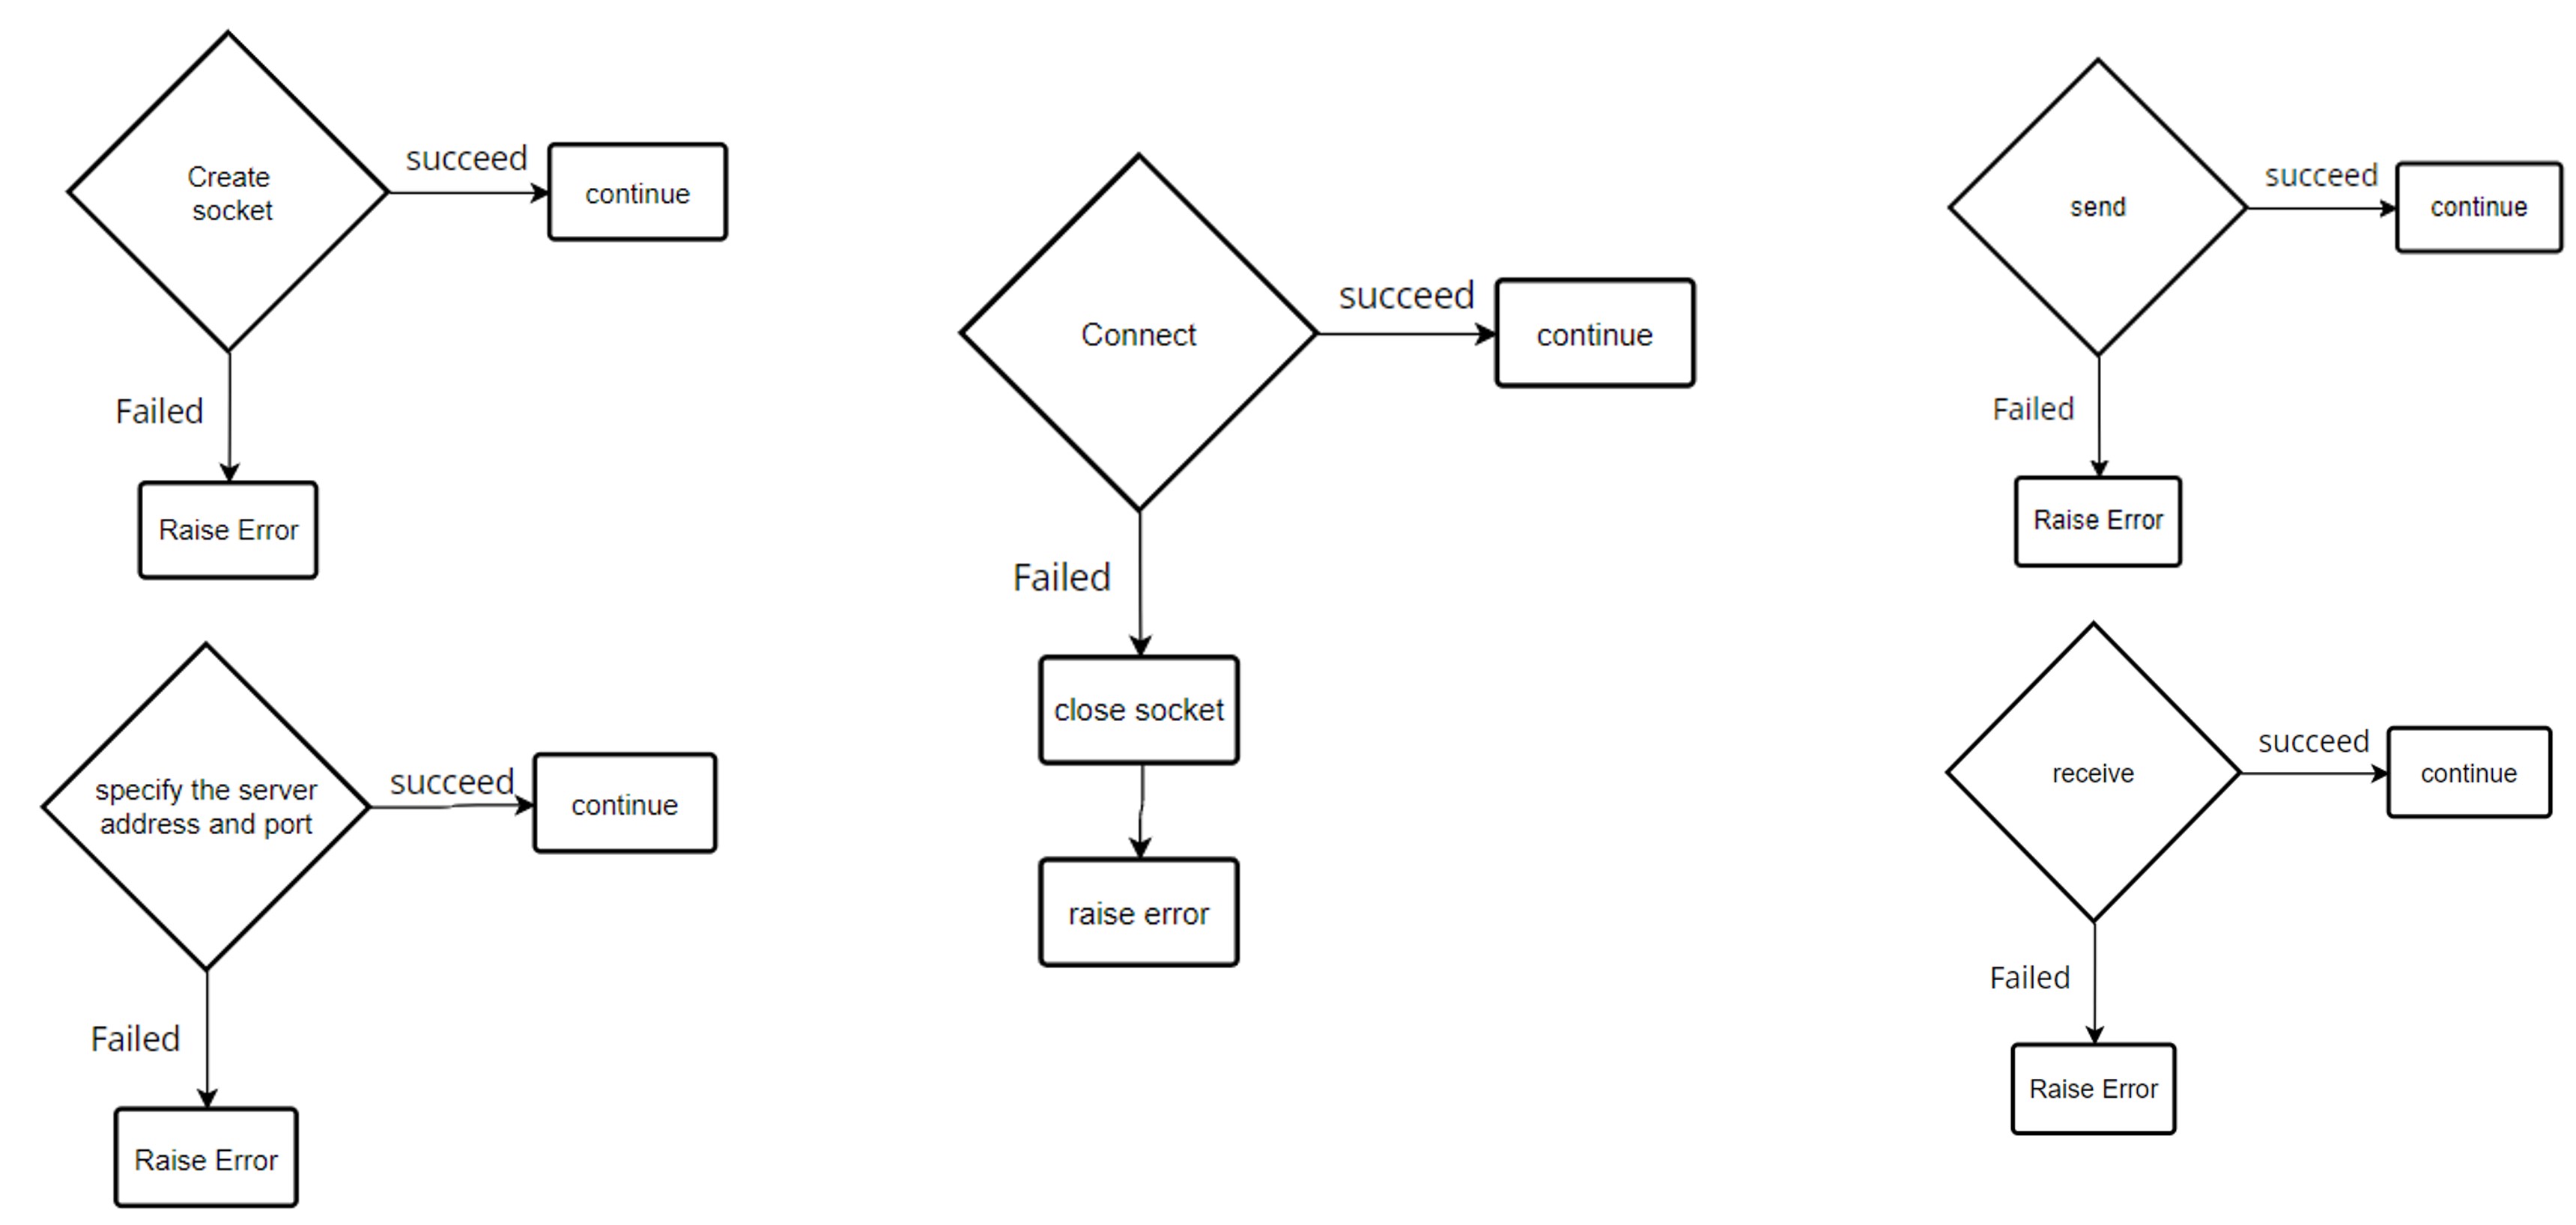 Create
socket
succeed
continue
Failed
Raise Error
specify the server
address and port
succeed
continue
Failed
Raise Error
Connect
succeed
continue
Failed
close socket
raise error
send
succeed
continue
Failed
Raise Error
receive
succeed
continue
Failed
Raise Error